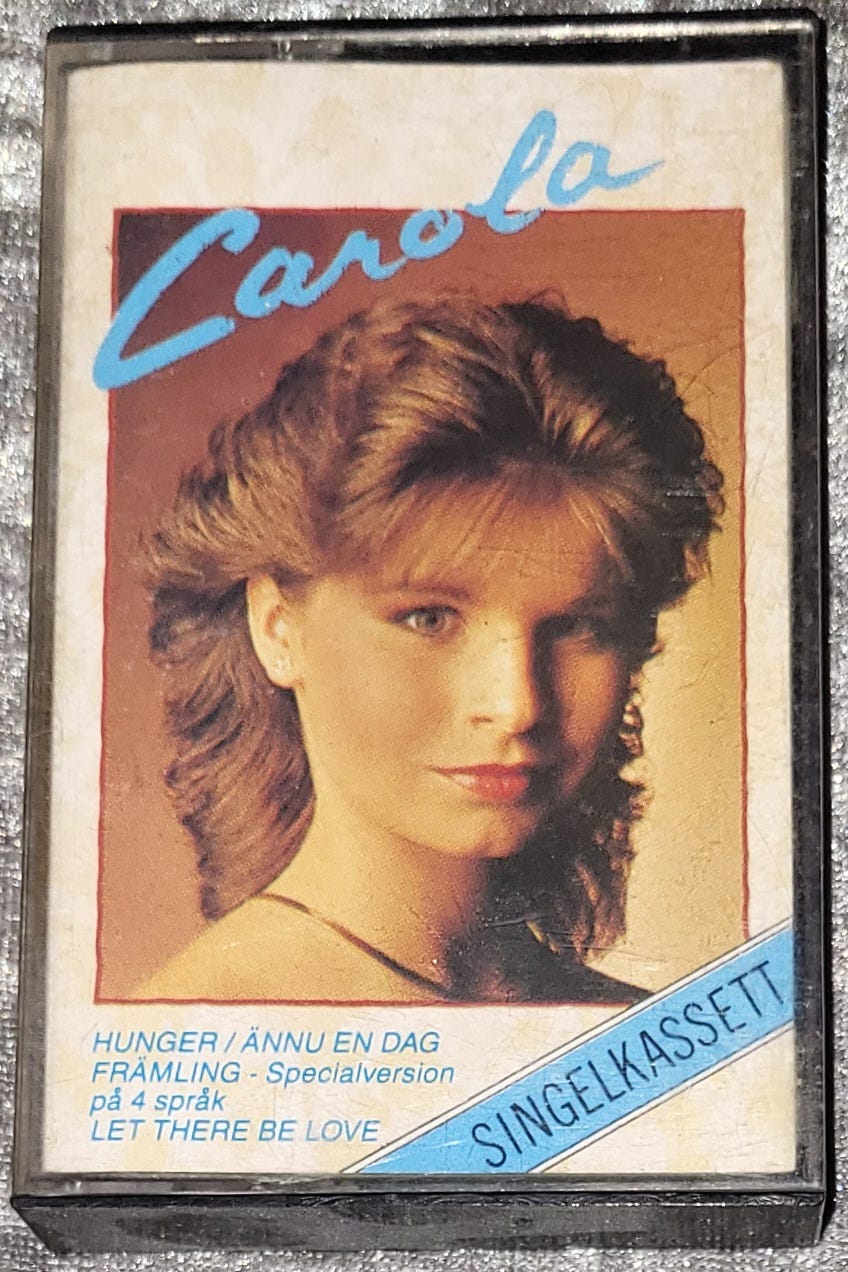 Carola
HUNGER / ÄNNU EN DAG
FRÄMLING - Specialversion
på 4 språk
LET THERE BE LOVE
SINGELKASSETT